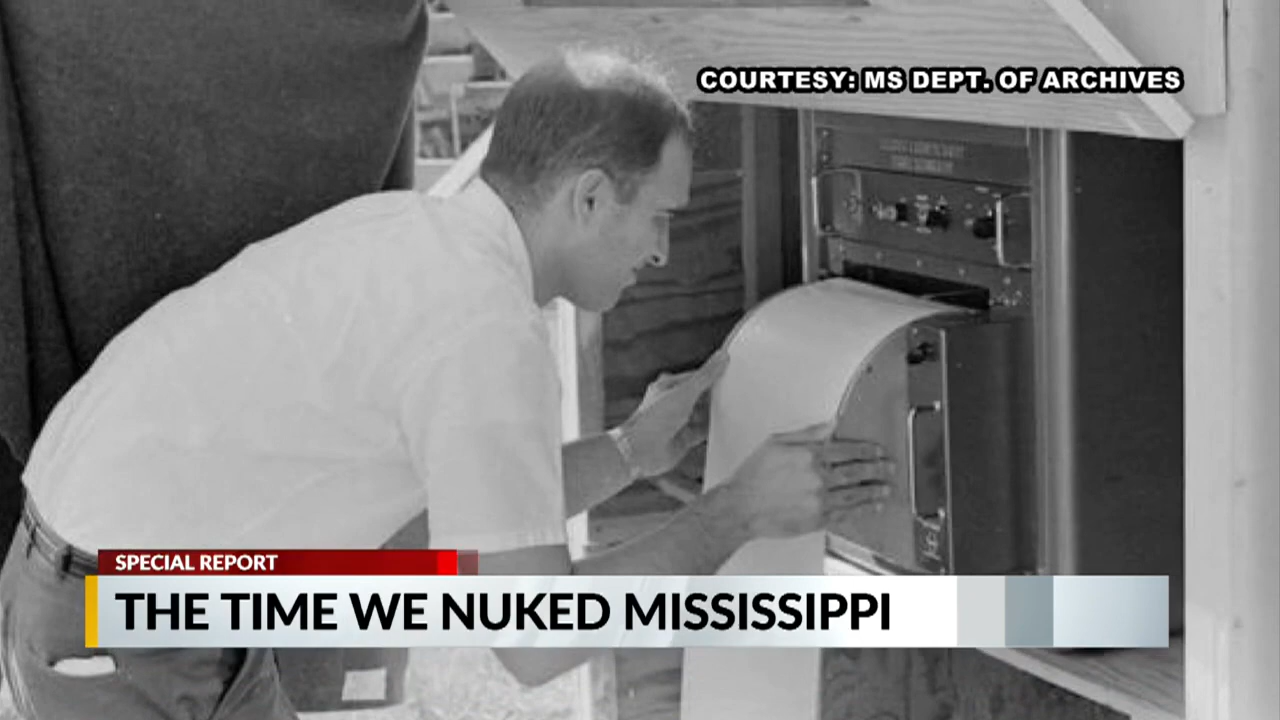 COURTESY: MS DEPT. OF ARCHIVES
SPECIAL REPORT
THE TIME WE NUKED MISSISSIPPI